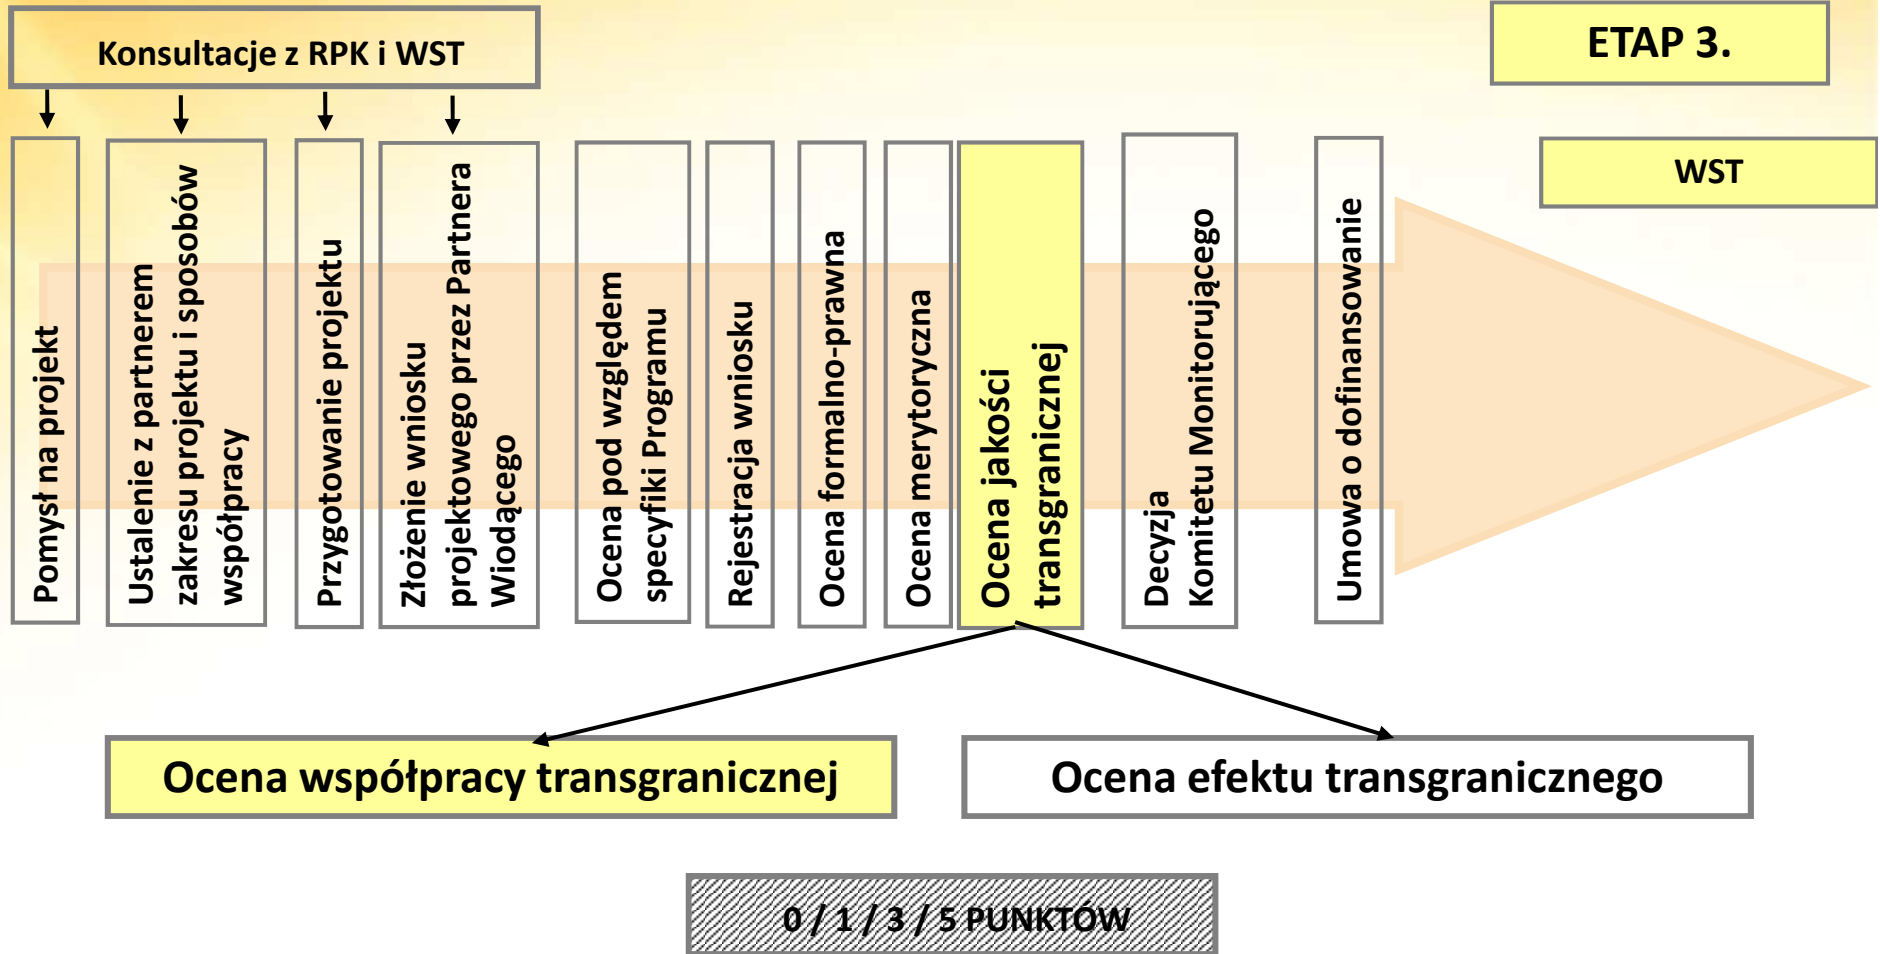 Konsultacje z RPK i WST
ETAP 3.
WST
Pomysł na projekt
Ustalenie z partnerem
zakresu projektu i sposobów
współpracy
Przygotowanie projektu
Złożenie wniosku
projektowego przez Partnera
Wiodącego
Ocena pod względem
specyfiki Programu
Rejestracja wniosku
Ocena formalno-prawna
Ocena merytoryczna
Ocena jakości
transgranicznej
Decyzja
Komitetu Monitorującego
Umowa o dofinansowanie
Ocena współpracy transgranicznej
Ocena efektu transgranicznego
0 / 1 / 3 / 5 PUNKTÓW